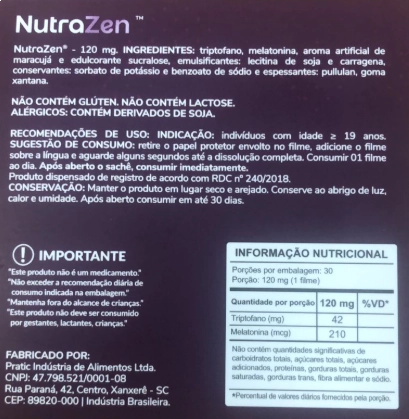 NutraZen™
NutraZen® - 120 mg. INGREDIENTES: triptofano, melatonina, aroma artificial de
maracujá e edulcorante sucralose, emulsificantes: lecitina de soja e carragena,
conservantes: sorbato de potássio e benzoato de sódio e espessantes: pullulan, goma
xantana.
NÃO CONTÉM GLÚTEN. NÃO CONTÉM LACTOSE.
ALÉRGICOS: CONTÉM DERIVADOS DE SOJA.
RECOMENDAÇÕES DE USO: INDICAÇÃO: indivíduos com idade ≥ 19 anos.
SUGESTÃO DE CONSUMO: retire o papel protetor envolto no filme, adicione o filme
sobre a língua e aguarde alguns segundos até a dissolução completa. Consumir 01 filme
ao dia. Após aberto o sachê, consumir imediatamente.
Produto dispensado de registro de acordo com RDC nº 240/2018.
CONSERVAÇÃO: Manter o produto em lugar seco e arejado. Conserve ao abrigo de luz,
calor e umidade. Após aberto consumir em até 30 dias.
IMPORTANTE
"Este produto não é um medicamento."
"Não exceder a recomendação diária de
consumo indicada na embalagem."
"Mantenha fora do alcance de crianças."
"Este produto não deve ser consumido
por gestantes, lactantes, crianças."
FABRICADO POR:
Pratic Indústria de Alimentos Ltda.
CNPJ: 47.798.521/0001-08
Rua Paraná, 42, Centro, Xanxerê - SC
CEP: 89820-000 | Indústria Brasileira.
INFORMAÇÃO NUTRICIONAL
Porções por embalagem: 30
Porção: 120 mg (1 filme)
Quantidade por porção 120 mg %VD*
Triptofano (mg) 42
Melatonina (mcg) 210
Não contém quantidades significativas de
carboidratos totais, açúcares totais, açúcares
adicionados, proteínas, gorduras totais, gorduras
saturadas, gorduras trans, fibra alimentar e sódio.
*Percentual de valores diários fornecidos pela porção.